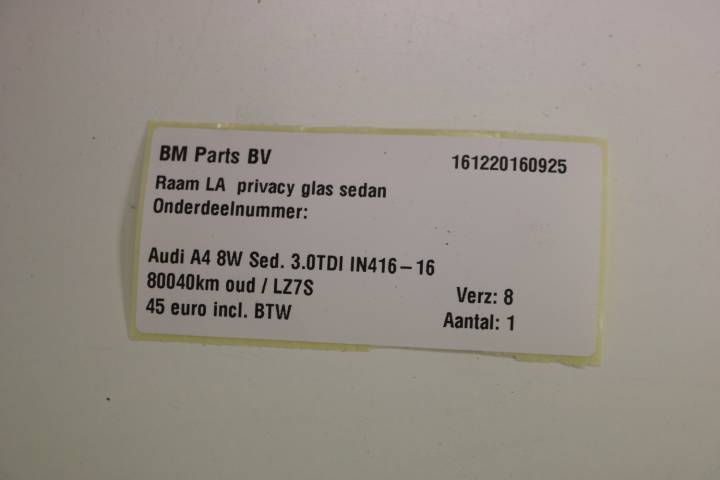 BM Parts BV 161220160925
Raam LA privacy glas sedan
Onderdeelnummer:
Audi A4 8W Sed. 3.0TDI IN416-16
80040km oud / LZ7S Verz: 8
45 euro incl. BTW Aantal: 1